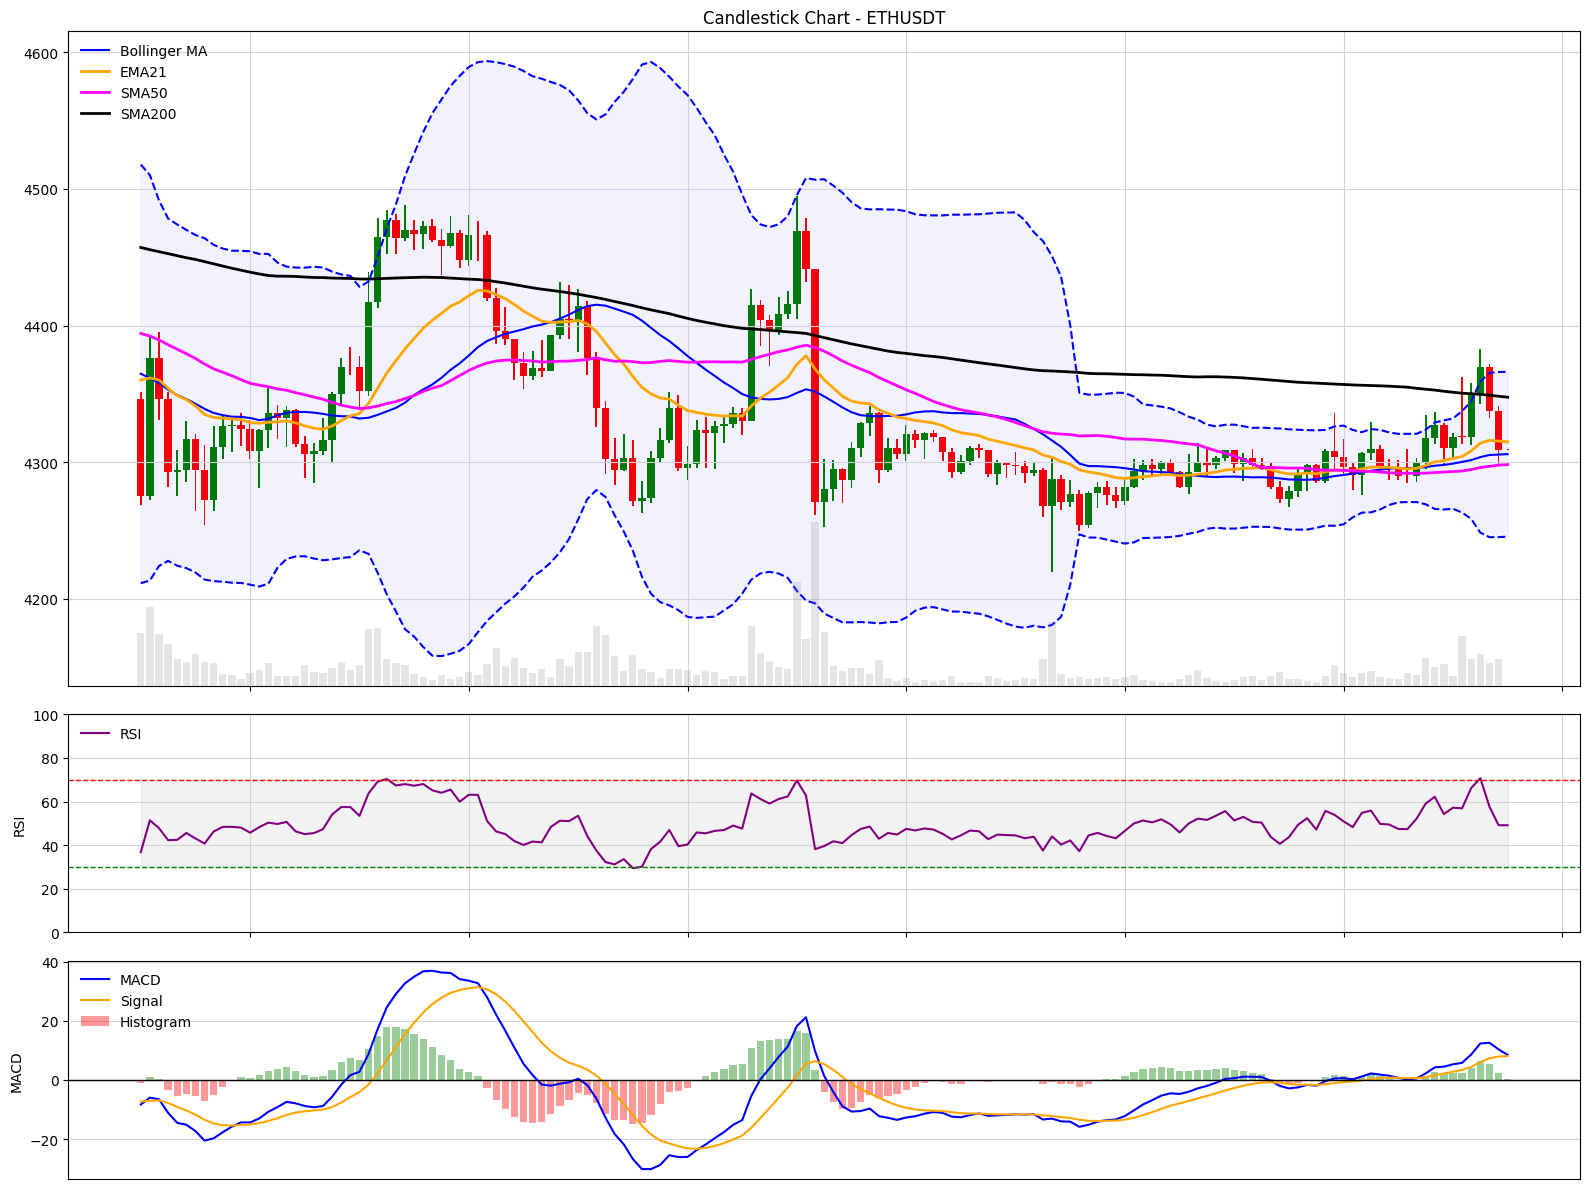 Candlestick Chart - ETHUSDT
Bollinger MA
EMA21
SMA50
SMA200
4600
4500
4400
4300
4200
RSI
RSI
100
80
60
40
20
0
MACD
Signal
Histogram
MACD
40
20
0
−20